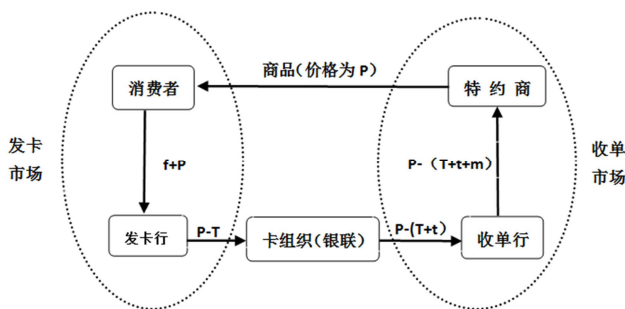 商品(价格为 P)
消费者
特 约 商
发卡
市场
收单
市场
f+P
P-（T+t+m）
发卡行
P-T
卡组织(银联)
P-(T+t)
收单行